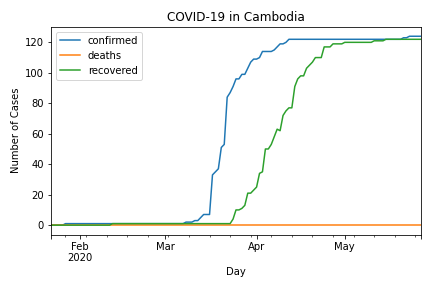 COVID-19 in Cambodia
confirmed
deaths
recovered
Number of Cases
120
100
80
60
40
20
0
Feb
2020
Mar
Apr
May
Day